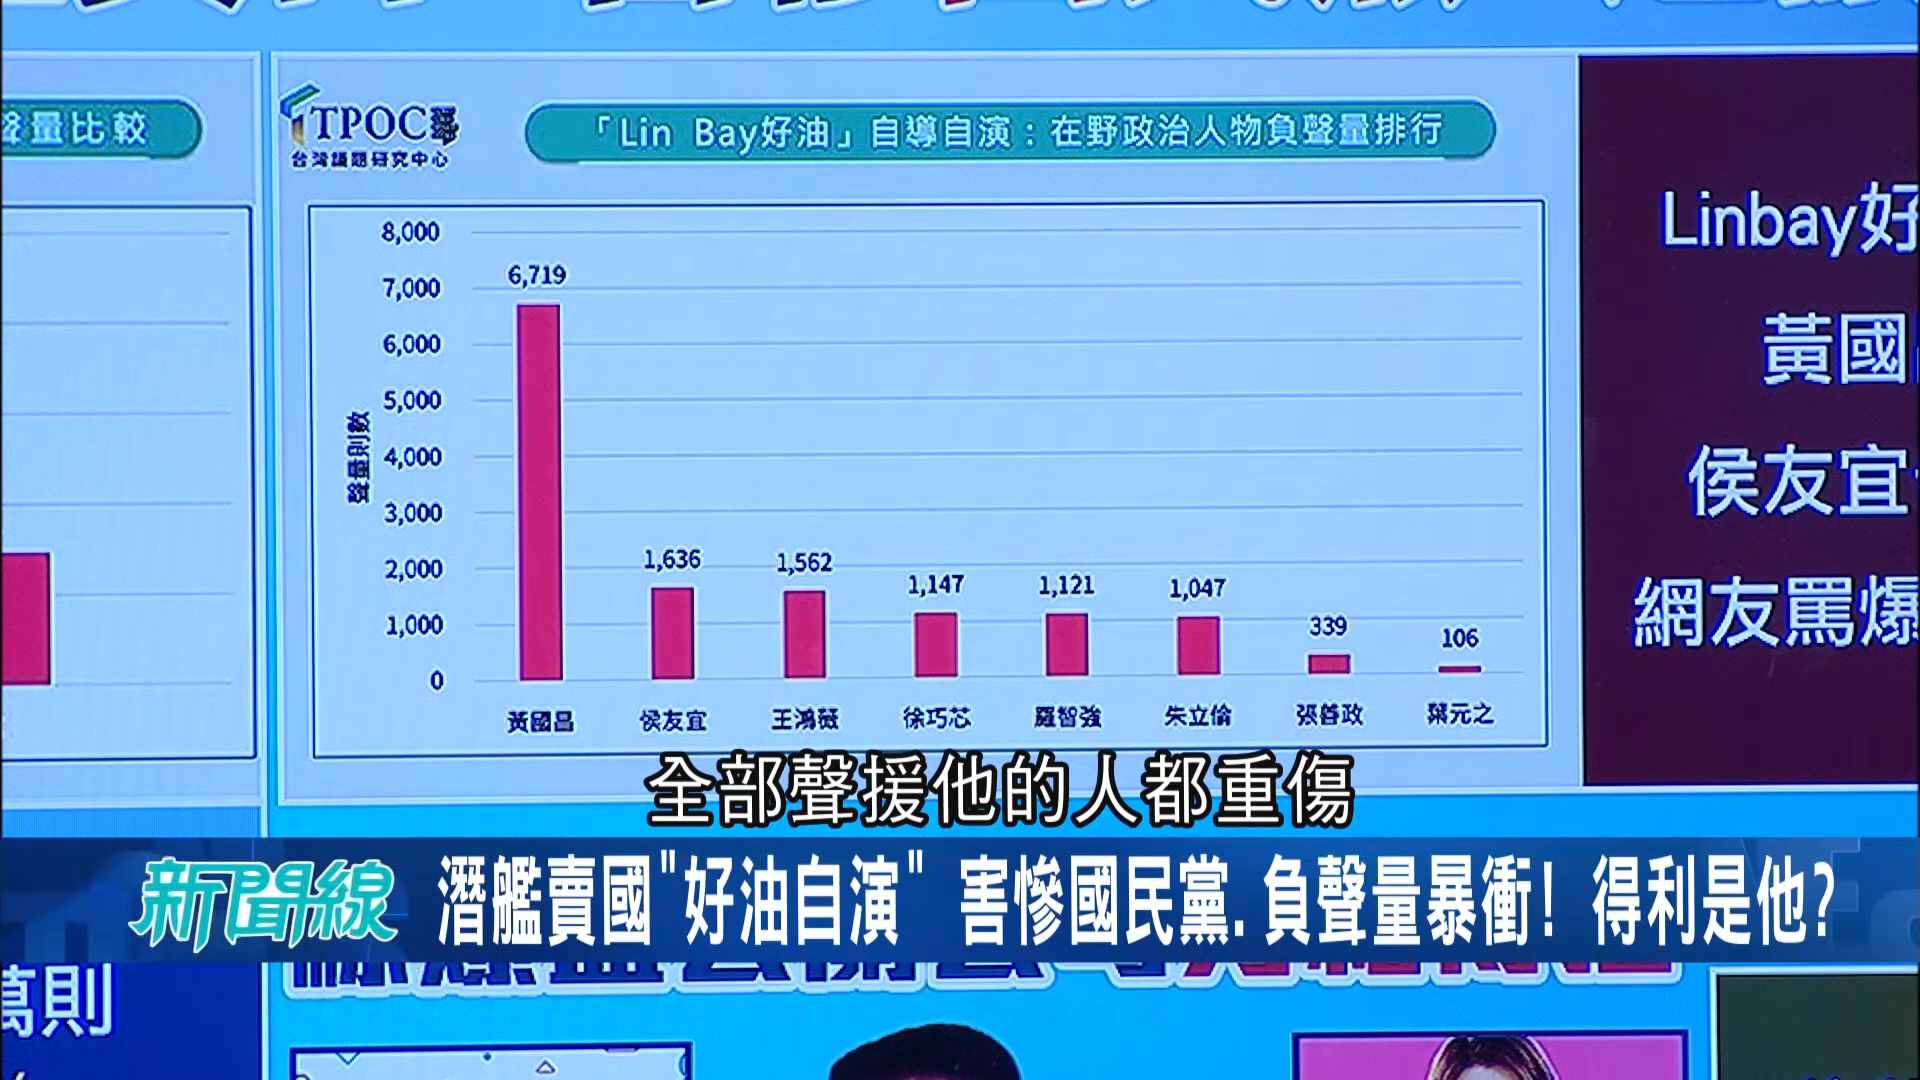 聲量比較
TPOC
台灣議題研究中心
「Lin Bay好油」自導自演：在野政治人物負聲量排行
聲量則數
8,000
7,000
6,000
5,000
4,000
3,000
2,000
1,000
0
6,719
1,636
1,562
1,147
1,121
1,047
339
106
黃國昌
侯友宜
王鴻薇
徐巧芯
羅智強
朱立倫
張善政
葉元之
Linbay好
黃國
侯友宜
網友罵爆
全部聲援他的人都重傷
新聞線
潛艦賣國"好油自演" 害慘國民黨.負聲量暴衝! 得利是他?
萬則